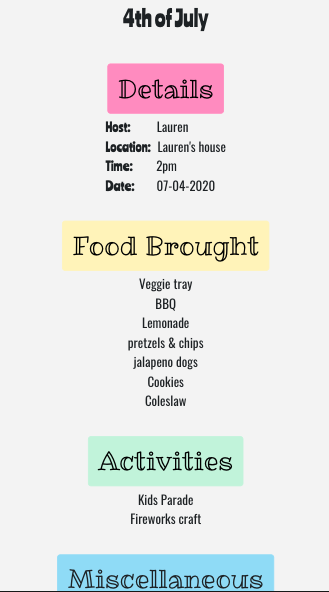 4th of July
Details
Host: Lauren
Location: Lauren's house
Time: 2pm
Date: 07-04-2020
Food Brought
Veggie tray
BBQ
Lemonade
pretzels & chips
jalapeno dogs
Cookies
Coleslaw
Activities
Kids Parade
Fireworks craft
Miscellaneous